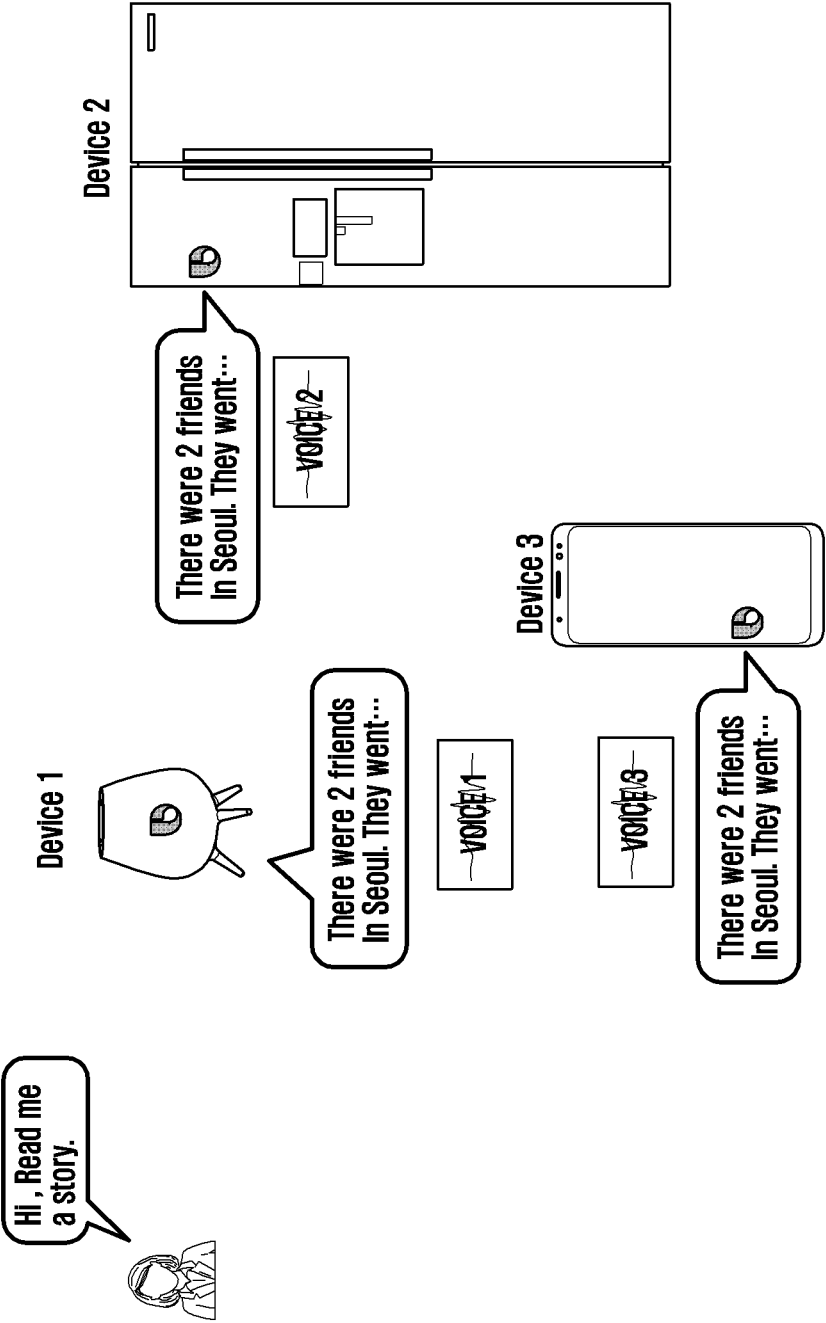 Hi , Read me
a story.
Device 1
There were 2 friends
In Seoul. They went…
VOICE 1
Device 2
There were 2 friends
In Seoul. They went…
VOICE 2
Device 3
VOICE 3
There were 2 friends
In Seoul. They went…